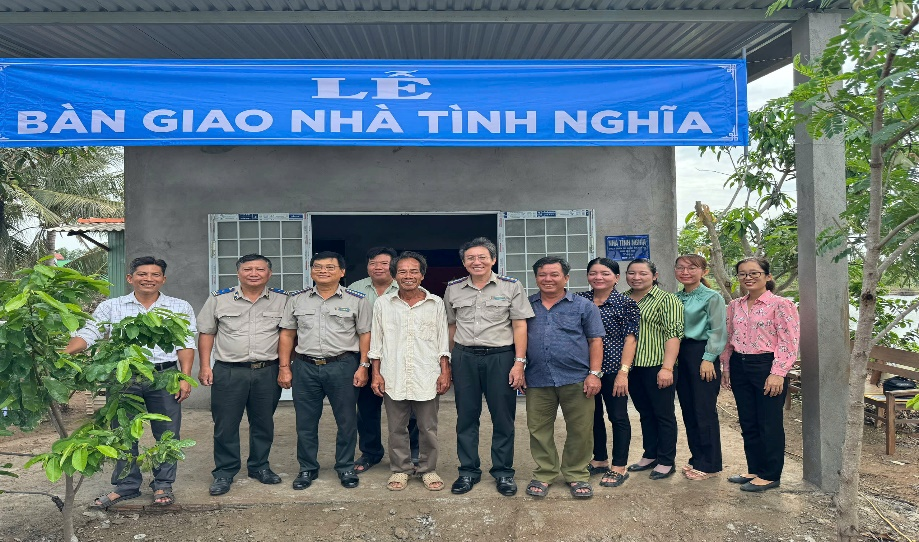 LỄ
BÀN GIAO NHÀ TÌNH NGHĨA
NHÀ TÌNH NGHĨA